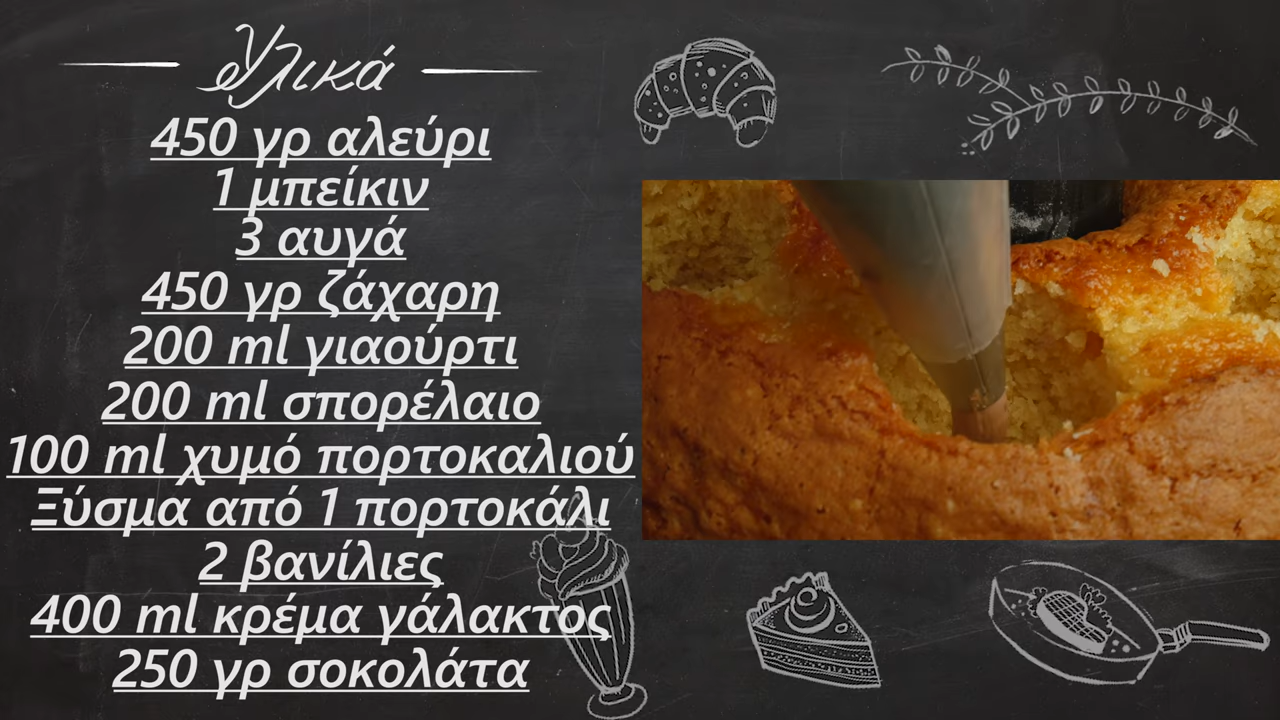 Υλικά
450 γρ αλεύρι
1 μπείκιν
3 αυγά
450 γρ ζάχαρη
200 ml γιαούρτι
200 ml σπορέλαιο
100 ml χυμό πορτοκαλιού
Ξύσμα από 1 πορτοκάλι
2 βανίλιες
400 ml κρέμα γάλακτος
250 γρ σοκολάτα